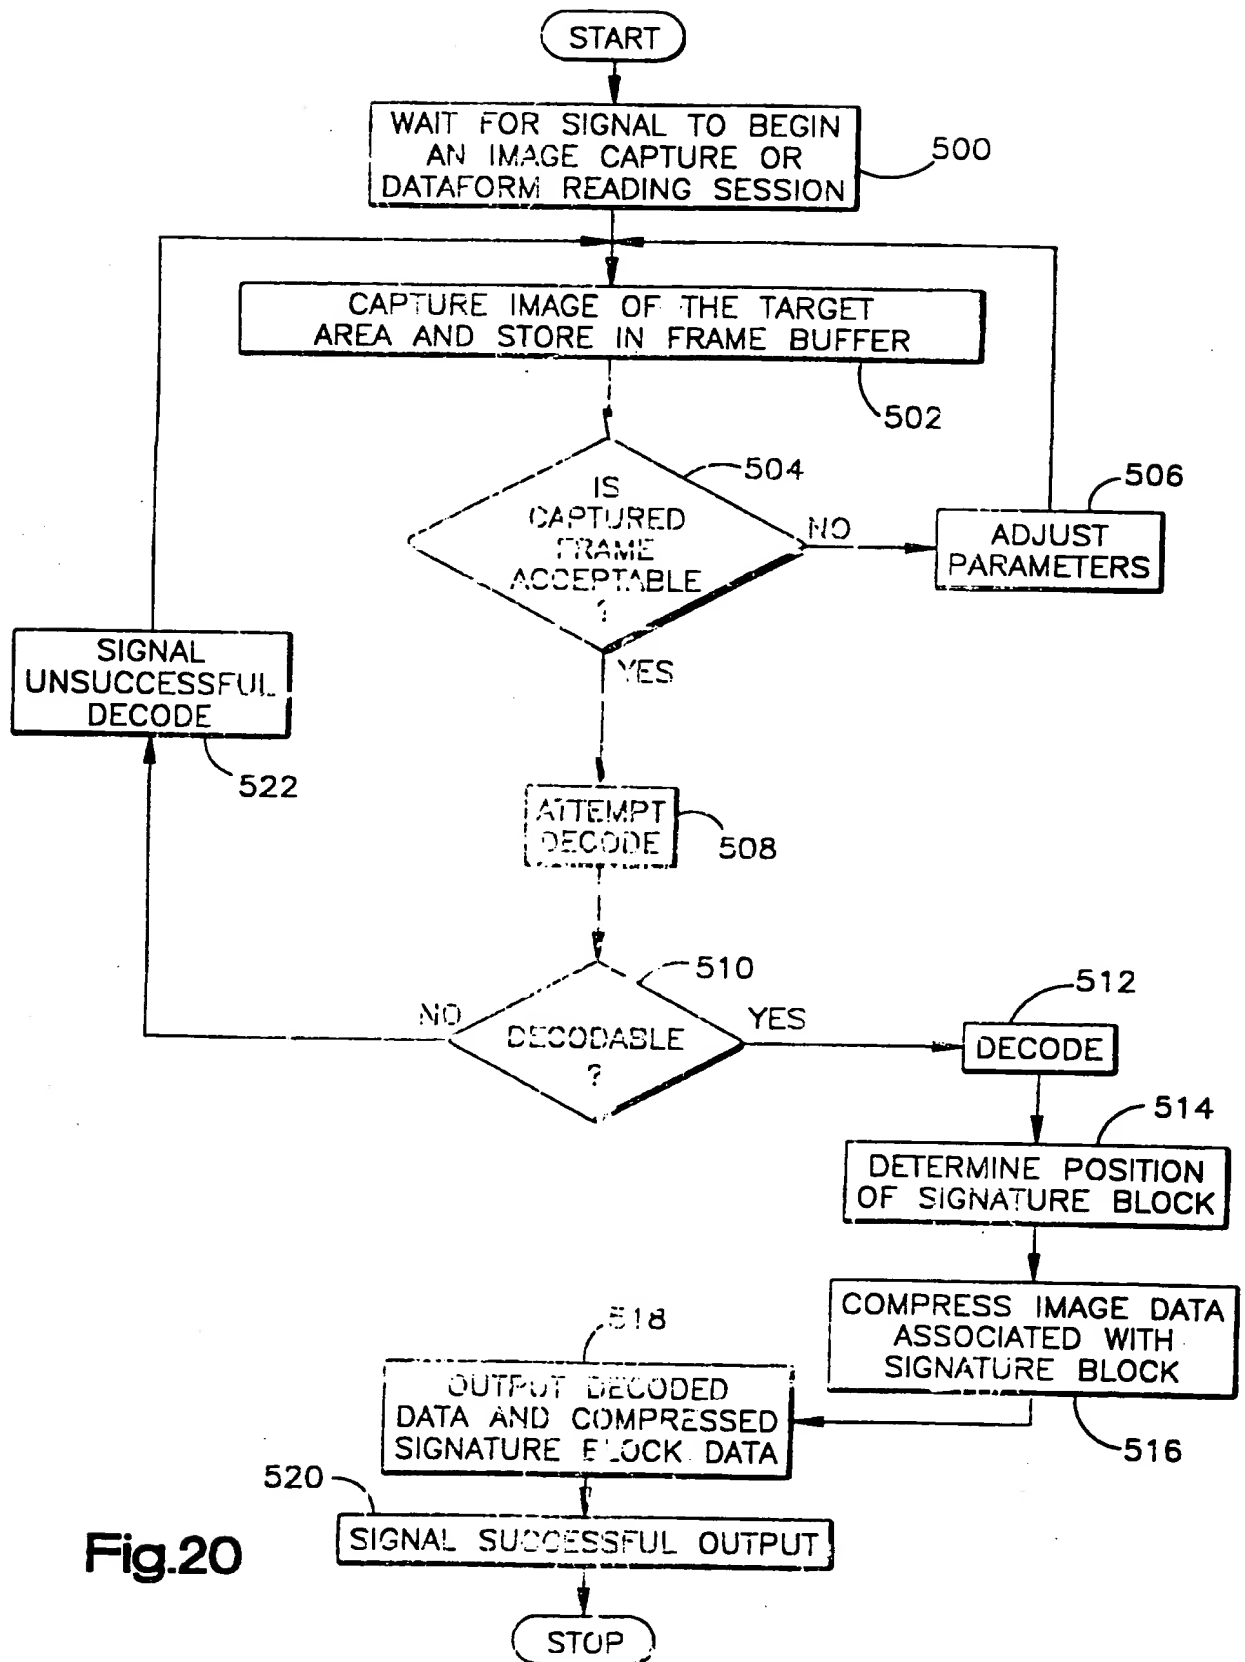 START
WAIT FOR SIGNAL TO BEGIN
AN IMAGE CAPTURE OR
DATAFORM READING SESSION
500
CAPTURE IMAGE OF THE TARGET
AREA AND STORE IN FRAME BUFFER
502
504
IS
CAPTURED
FRAME
ACCEPTABLE
?
NO
506
ADJUST
PARAMETERS
YES
SIGNAL
UNSUCCESSFUL
DECODE
522
ATTEMPT
DECODE
508
510
NO
DECODABLE
?
YES
512
DECODE
514
DETERMINE POSITION
OF SIGNATURE BLOCK
COMPRESS IMAGE DATA
ASSOCIATED WITH
SIGNATURE BLOCK
516
518
OUTPUT DECODED
DATA AND COMPRESSED
SIGNATURE BLOCK DATA
520
SIGNAL SUCCESSFUL OUTPUT
Fig.20
STOP